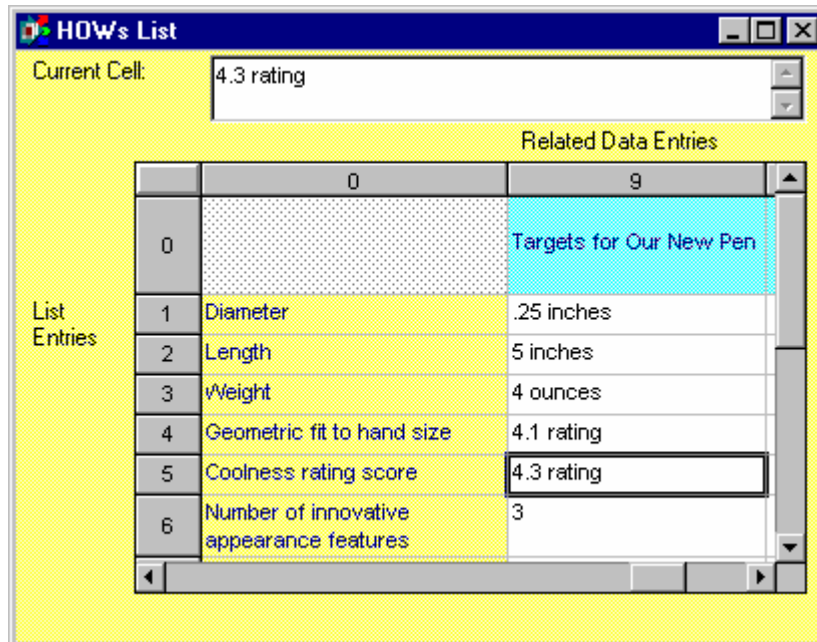 HOW's List
Current Cell:
4.3 rating
Related Data Entries
0 9
0 Targets for Our New Pen
List Entries
1 Diameter .25 inches
2 Length 5 inches
3 Weight 4 ounces
4 Geometric fit to hand size 4.1 rating
5 Coolness rating score 4.3 rating
6 Number of innovative appearance features 3